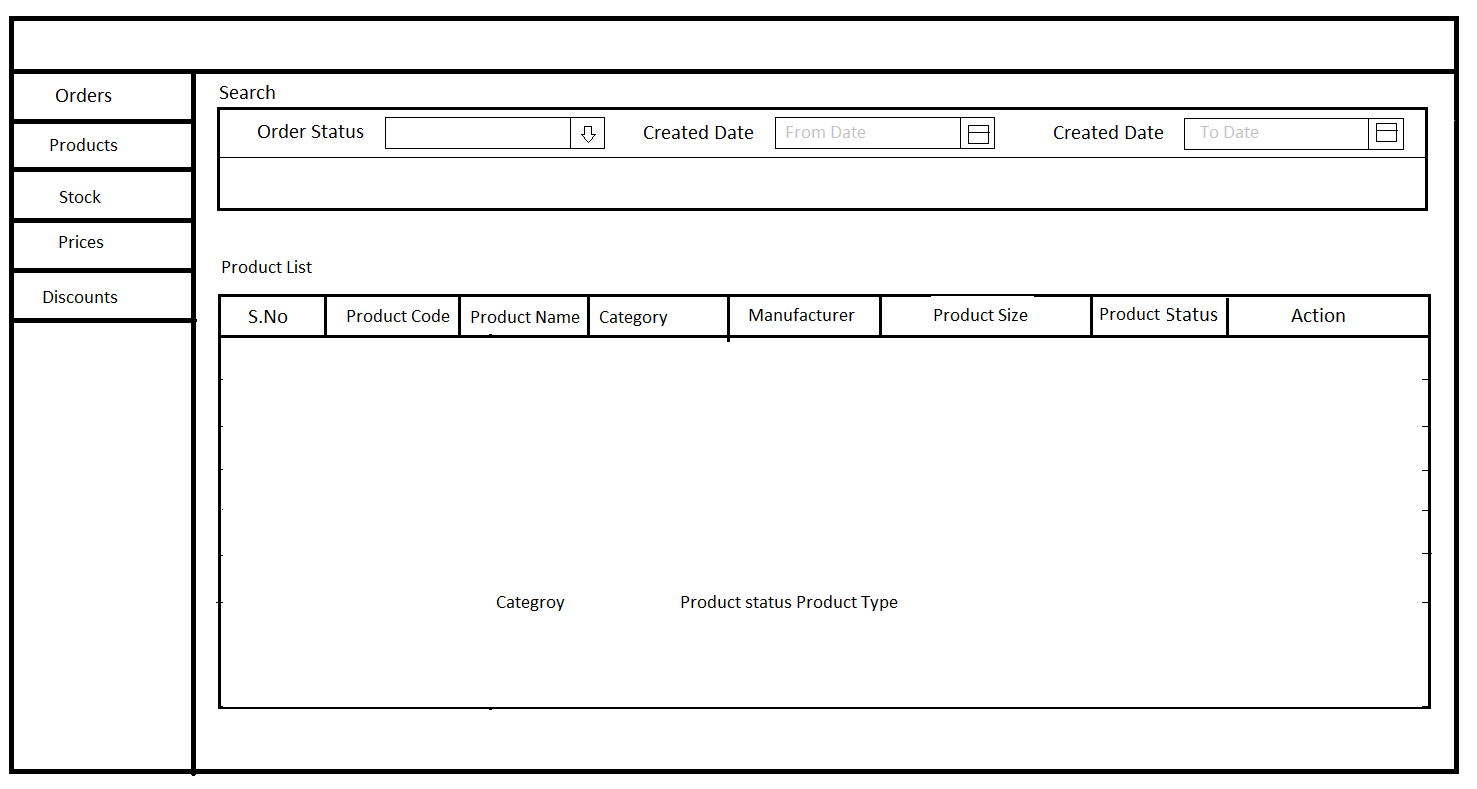 Orders
Products
Stock
Prices
Discounts
Search
Order Status
Created Date From Date
Created Date To Date
Product List
S.No Product Code Product Name Category Manufacturer Product Size Product Status Action
Categroy Product status Product Type